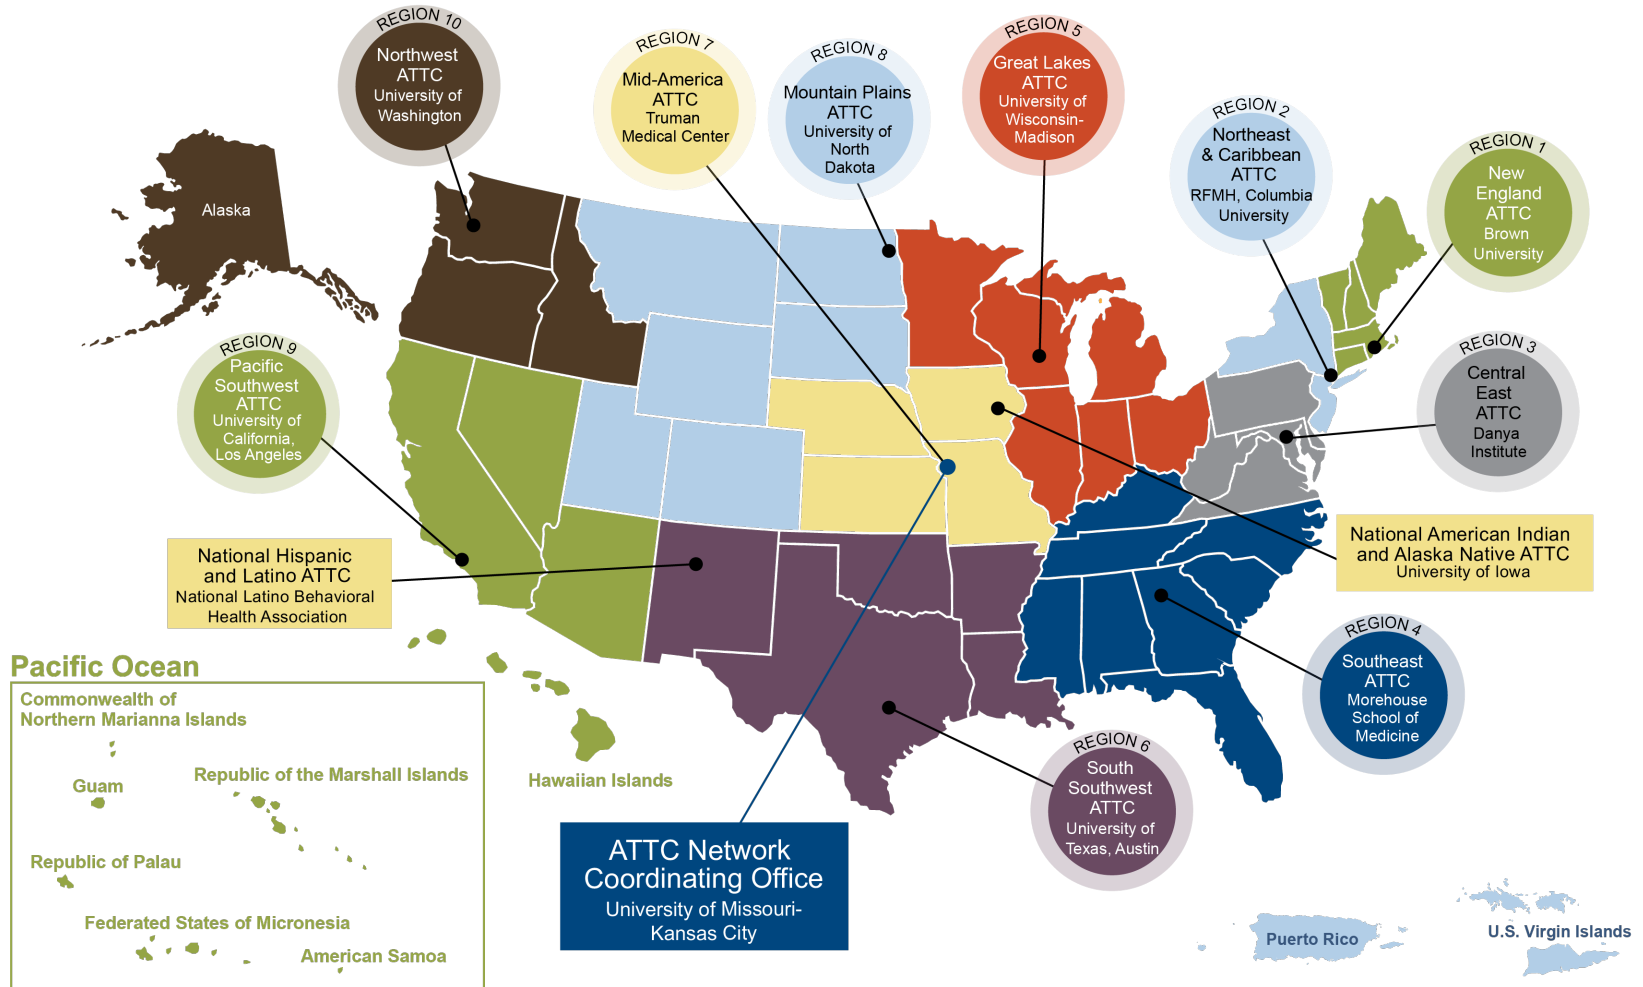 REGION 10
Northwest
ATTC
University of
Washington
REGION 7
Mid-America
ATTC
Truman
Medical Center
REGION 8
Mountain Plains
ATTC
University of
North
Dakota
REGION 5
Great Lakes
ATTC
University of
Wisconsin-
Madison
REGION 2
Northeast
& Caribbean
ATTC
RFMH, Columbia
University
REGION 1
New
England
ATTC
Brown
University
Alaska
REGION 9
Pacific
Southwest
ATTC
University of
California,
Los Angeles
REGION 3
Central
East
ATTC
Danya
Institute
National Hispanic
and Latino ATTC
National Latino Behavioral
Health Association
National American Indian
and Alaska Native ATTC
University of Iowa
REGION 4
Southeast
ATTC
Morehouse
School of
Medicine
REGION 6
South
Southwest
ATTC
University of
Texas, Austin
Pacific Ocean
Commonwealth of
Northern Marianna Islands
Guam
Republic of the Marshall Islands
Republic of Palau
Federated States of Micronesia
American Samoa
Hawaiian Islands
ATTC Network
Coordinating Office
University of Missouri-
Kansas City
Puerto Rico
U.S. Virgin Islands